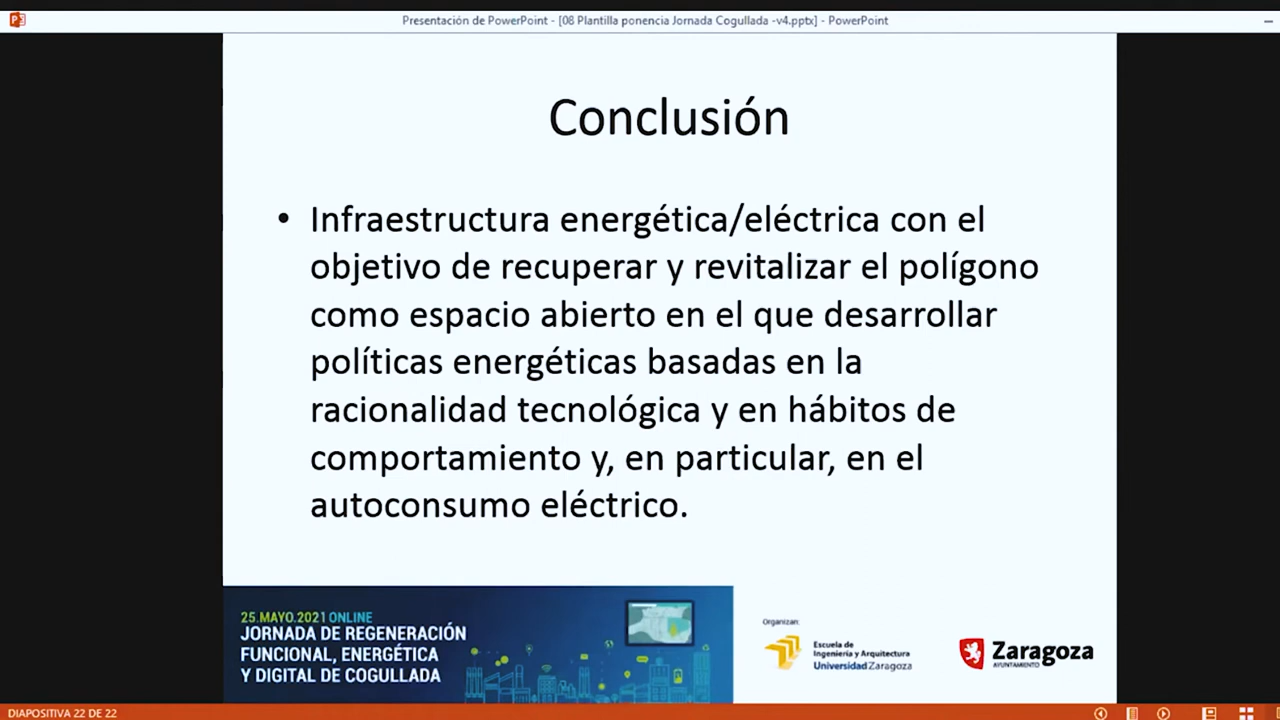 Presentación de PowerPoint - [08 Plantilla ponencia Jornada Cogullada -v4.pptx] - PowerPoint
Conclusión
• Infraestructura energética/eléctrica con el
objetivo de recuperar y revitalizar el polígono
como espacio abierto en el que desarrollar
políticas energéticas basadas en la
racionalidad tecnológica y en hábitos de
comportamiento y, en particular, en el
autoconsumo eléctrico.
25.MAYO.2021 ONLINE
JORNADA DE REGENERACIÓN
FUNCIONAL, ENERGÉTICA
Y DIGITAL DE COGULLADA
Organizan:
Escuela de
Ingeniería y Arquitectura
Universidad Zaragoza
Zaragoza
AYUNTAMIENTO
DIAPOSITIVA 22 DE 22